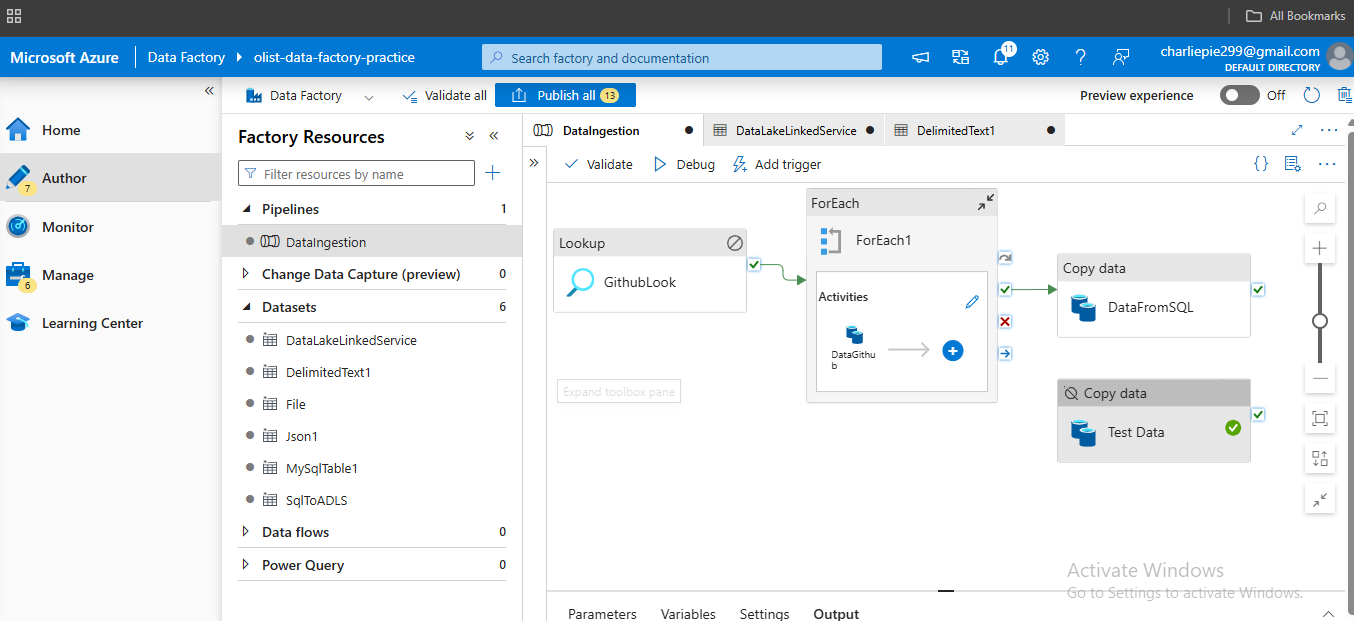 All Bookmarks
Microsoft Azure
Data Factory
olist-data-factory-practice
Search factory and documentation
11
charliepie299@gmail.com
DEFAULT DIRECTORY
Data Factory
Validate all
Publish all 13
Preview experience
Off
Home
Author
7
Monitor
Manage
6
Learning Center
Factory Resources
Filter resources by name
Pipelines 1
DataIngestion
Change Data Capture (preview) 0
Datasets 6
DataLakeLinkedService
DelimitedText1
File
Json1
MySqlTable1
SqlToADLS
Data flows 0
Power Query 0
DataIngestion
DataLakeLinkedService
DelimitedText1
Validate
Debug
Add trigger
Lookup
GithubLook
Expand toolbox pane
ForEach
ForEach1
Activities
DataGithu
b
Copy data
DataFromSQL
Copy data
Test Data
Activate Windows
Go to Settings to activate Windows.
Parameters
Variables
Settings
Output